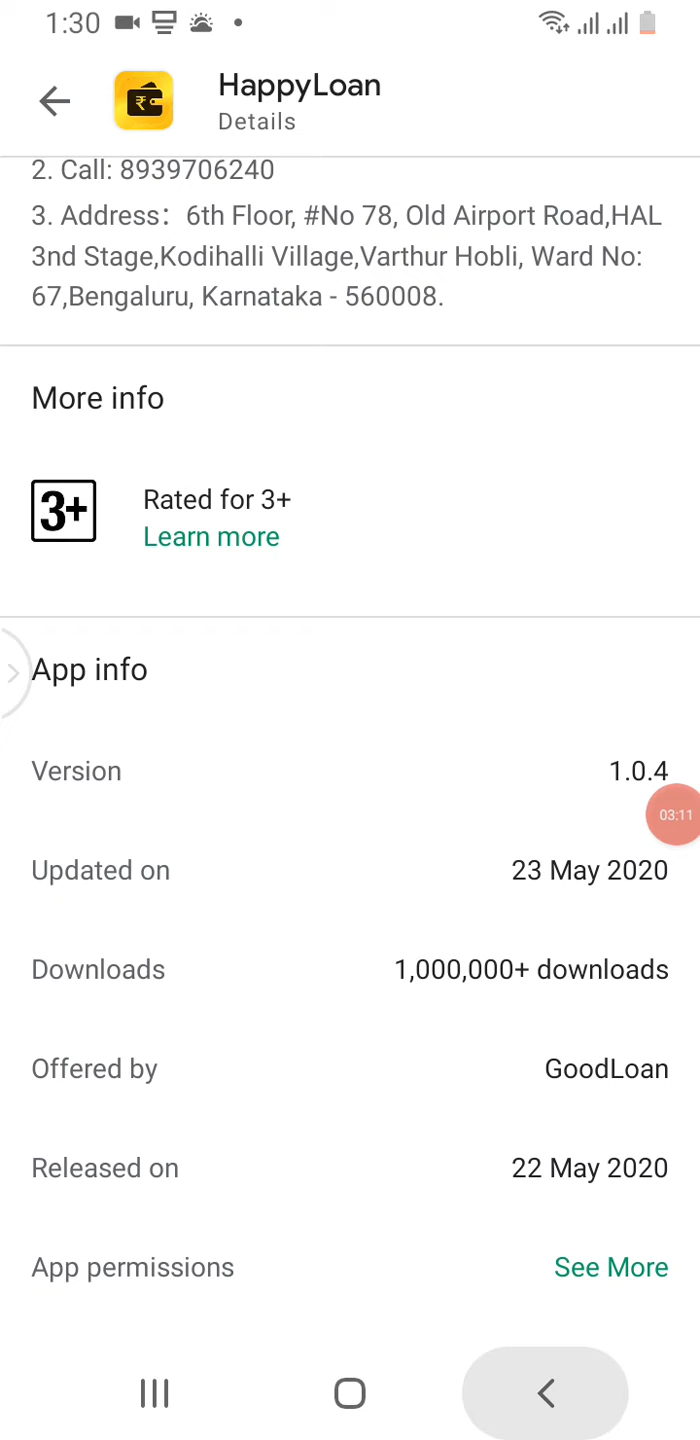 1:30
HappyLoan
Details
2. Call: 8939706240
3. Address： 6th Floor, #No 78, Old Airport Road,HAL
3nd Stage,Kodihalli Village,Varthur Hobli, Ward No:
67,Bengaluru, Karnataka - 560008.
More info
3+
Rated for 3+
Learn more
App info
Version 1.0.4
03:11
Updated on 23 May 2020
Downloads 1,000,000+ downloads
Offered by GoodLoan
Released on 22 May 2020
App permissions See More